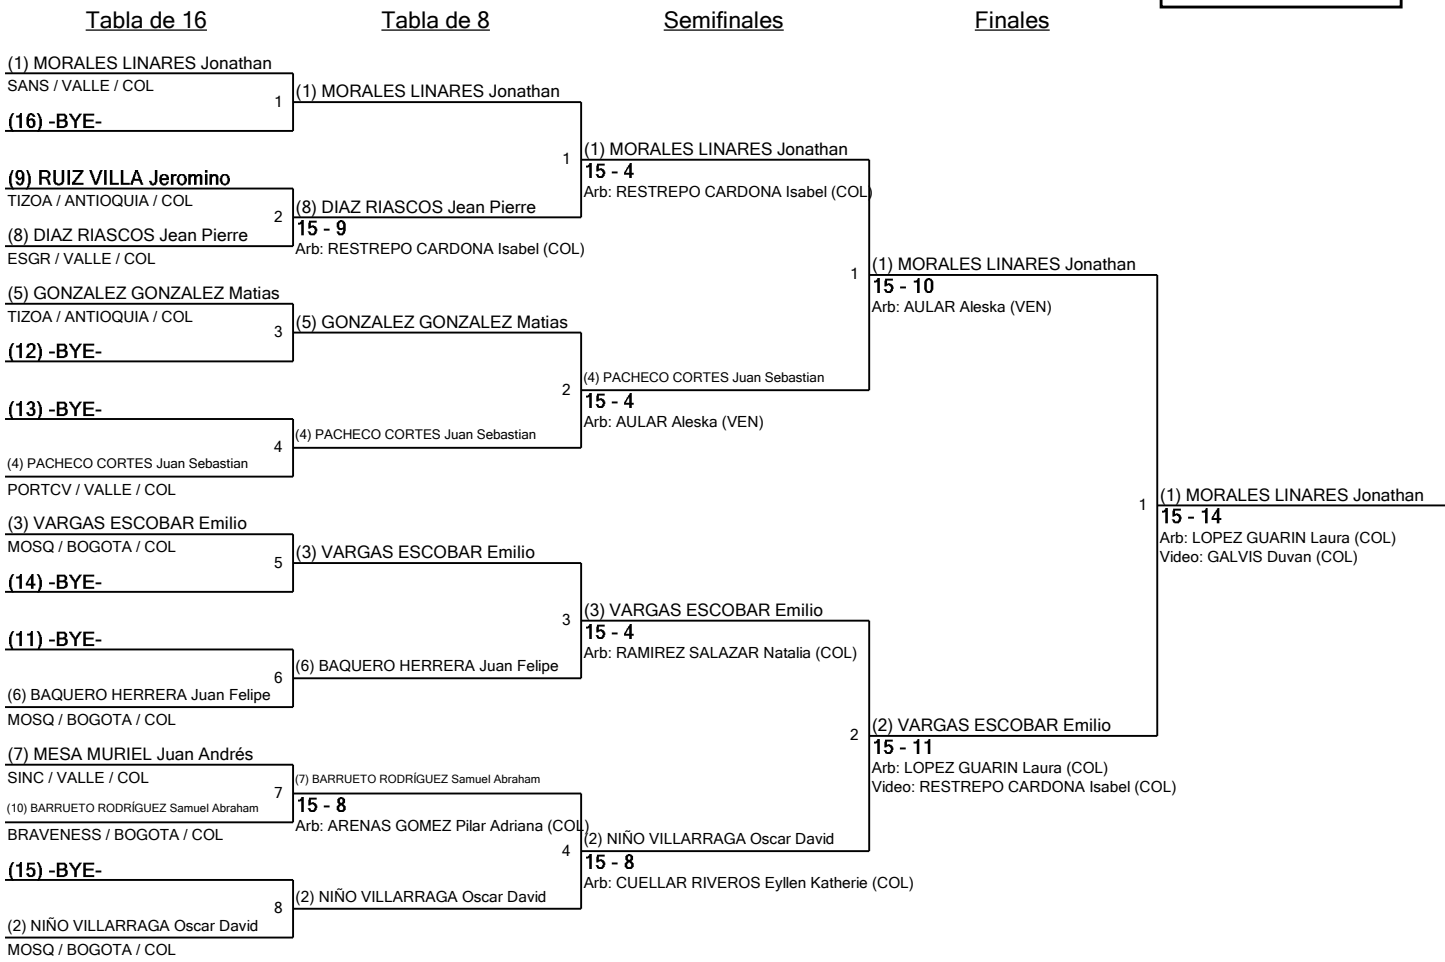 Tabla de 16
Tabla de 8
Semifinales
Finales
(1) MORALES LINARES Jonathan
SANS / VALLE / COL
1
(16) -BYE-
(9) RUIZ VILLA Jeromino
TIZOA / ANTIOQUIA / COL
2
(8) DIAZ RIASCOS Jean Pierre
ESGR / VALLE / COL
(5) GONZALEZ GONZALEZ Matias
TIZOA / ANTIOQUIA / COL
3
(12) -BYE-
(13) -BYE-
4
(4) PACHECO CORTES Juan Sebastian
PORTCV / VALLE / COL
(3) VARGAS ESCOBAR Emilio
MOSQ / BOGOTA / COL
5
(14) -BYE-
(11) -BYE-
6
(6) BAQUERO HERRERA Juan Felipe
MOSQ / BOGOTA / COL
(7) MESA MURIEL Juan Andrés
SINC / VALLE / COL
7
(10) BARRUETO RODRÍGUEZ Samuel Abraham
BRAVENESS / BOGOTA / COL
(15) -BYE-
8
(2) NIÑO VILLARRAGA Oscar David
MOSQ / BOGOTA / COL
(1) MORALES LINARES Jonathan
1
(8) DIAZ RIASCOS Jean Pierre
15 - 9
Arb: RESTREPO CARDONA Isabel (COL)
(5) GONZALEZ GONZALEZ Matias
2
(4) PACHECO CORTES Juan Sebastian
(3) VARGAS ESCOBAR Emilio
3
(6) BAQUERO HERRERA Juan Felipe
(7) BARRUETO RODRÍGUEZ Samuel Abraham
15 - 8
Arb: ARENAS GOMEZ Pilar Adriana (COL)
4
(2) NIÑO VILLARRAGA Oscar David
(1) MORALES LINARES Jonathan
15 - 4
Arb: RESTREPO CARDONA Isabel (COL)
1
(4) PACHECO CORTES Juan Sebastian
15 - 4
Arb: AULAR Aleska (VEN)
(3) VARGAS ESCOBAR Emilio
15 - 4
Arb: RAMIREZ SALAZAR Natalia (COL)
2
(2) NIÑO VILLARRAGA Oscar David
15 - 8
Arb: CUELLAR RIVEROS Eyllen Katherie (COL)
(1) MORALES LINARES Jonathan
15 - 10
Arb: AULAR Aleska (VEN)
1
(2) VARGAS ESCOBAR Emilio
15 - 11
Arb: LOPEZ GUARIN Laura (COL)
Video: RESTREPO CARDONA Isabel (COL)
(1) MORALES LINARES Jonathan
15 - 14
Arb: LOPEZ GUARIN Laura (COL)
Video: GALVIS Duvan (COL)